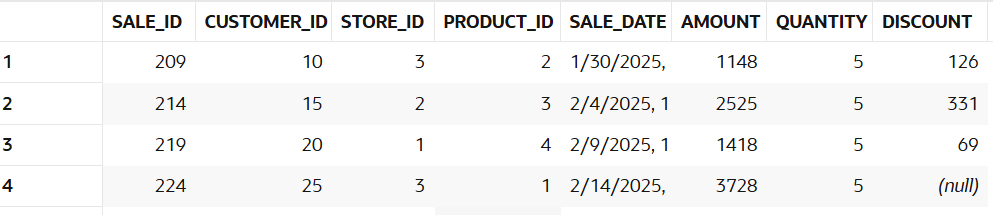 SALE_ID CUSTOMER_ID STORE_ID PRODUCT_ID SALE_DATE AMOUNT QUANTITY DISCOUNT
1 209 10 3 2 1/30/2025, 1148 5 126
2 214 15 2 3 2/4/2025, 1 2525 5 331
3 219 20 1 4 2/9/2025, 1 1418 5 69
4 224 25 3 1 2/14/2025, 3728 5 (null)